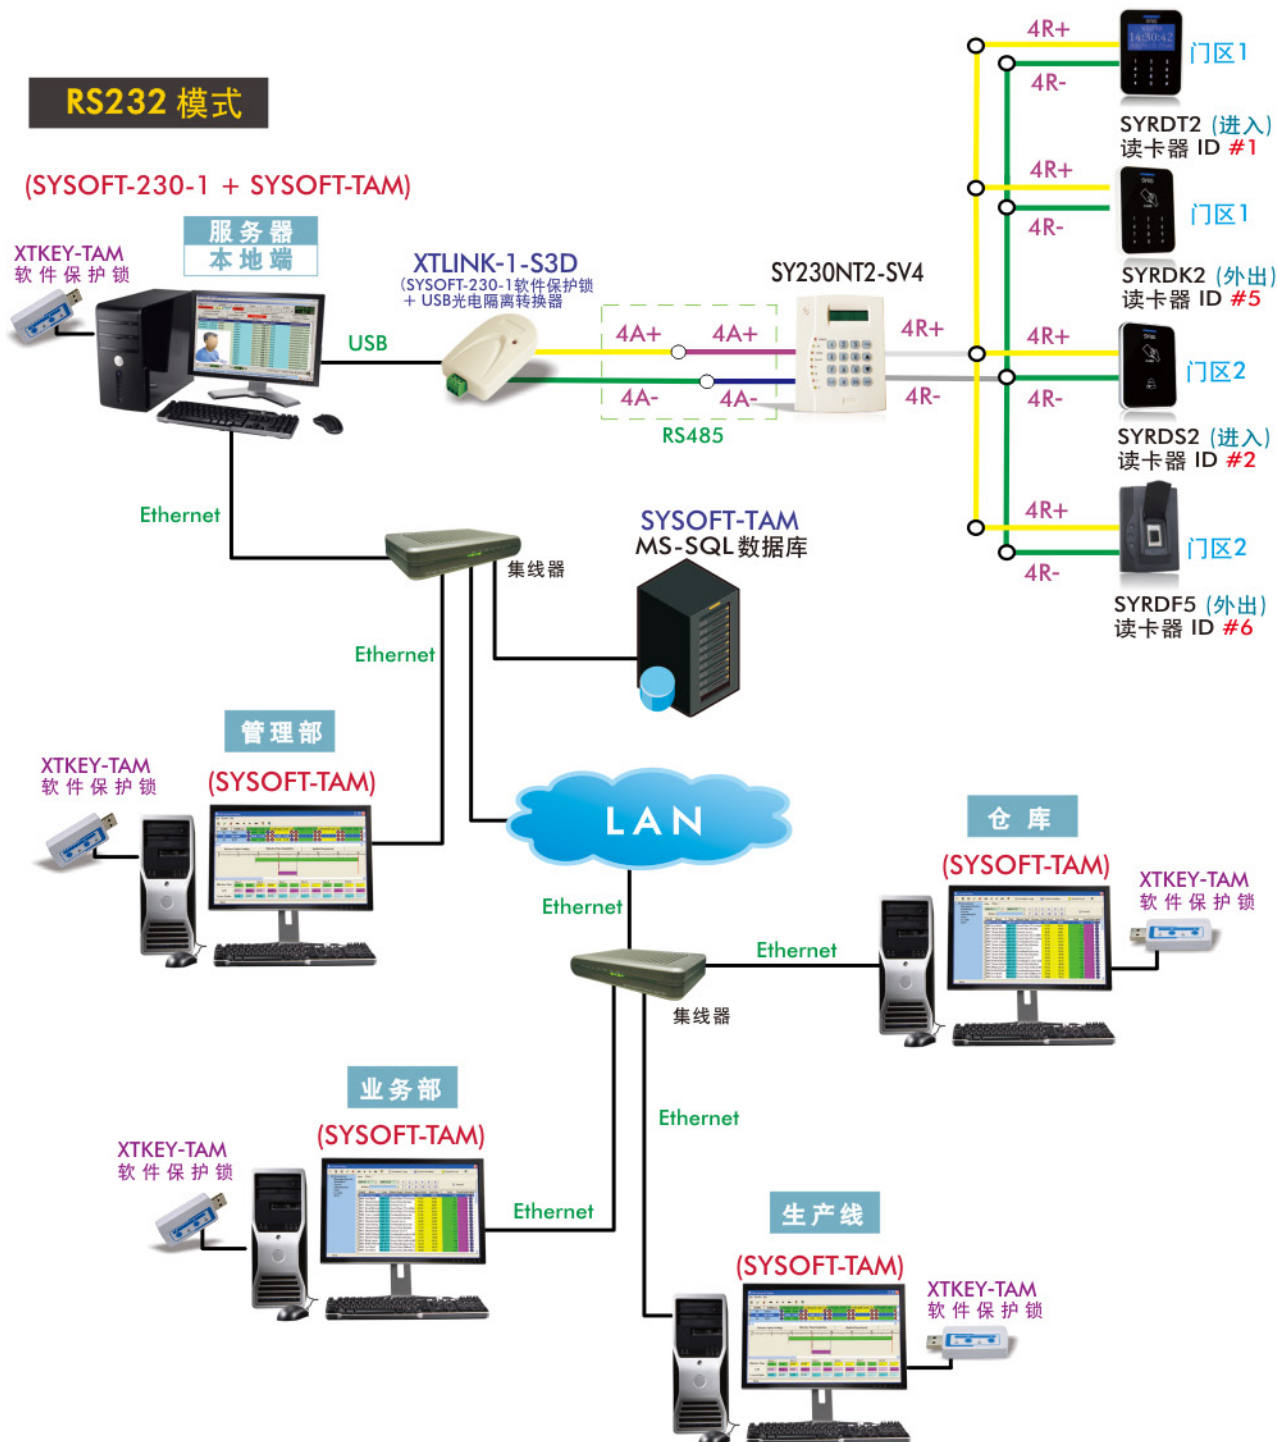 RS232 模式
(SYSOFT-230-1 + SYSOFT-TAM)
服务器
本地端
XTKEY-TAM
软件保护锁
USB
XTLINK-1-S3D
(SYSOFT-230-1软件保护锁
+ USB光电隔离转换器
4A+
4A+
4A-
4A-
RS485
SY230NT2-SV4
4R+
4R-
4R+
4R-
门区1
14:30:42
SYRDT2 (进入)
读卡器 ID #1
4R+
4R-
门区1
SYRDK2 (外出)
读卡器 ID #5
4R+
4R-
门区2
SYRDS2 (进入)
读卡器 ID #2
4R+
4R-
门区2
SYRDF5 (外出)
读卡器 ID #6
Ethernet
集线器
SYSOFT-TAM
MS-SQL 数据库
Ethernet
管理部
(SYSOFT-TAM)
XTKEY-TAM
软件保护锁
LAN
Ethernet
集线器
Ethernet
仓库
(SYSOFT-TAM)
XTKEY-TAM
软件保护锁
业务部
(SYSOFT-TAM)
XTKEY-TAM
软件保护锁
Ethernet
Ethernet
生产线
(SYSOFT-TAM)
XTKEY-TAM
软件保护锁